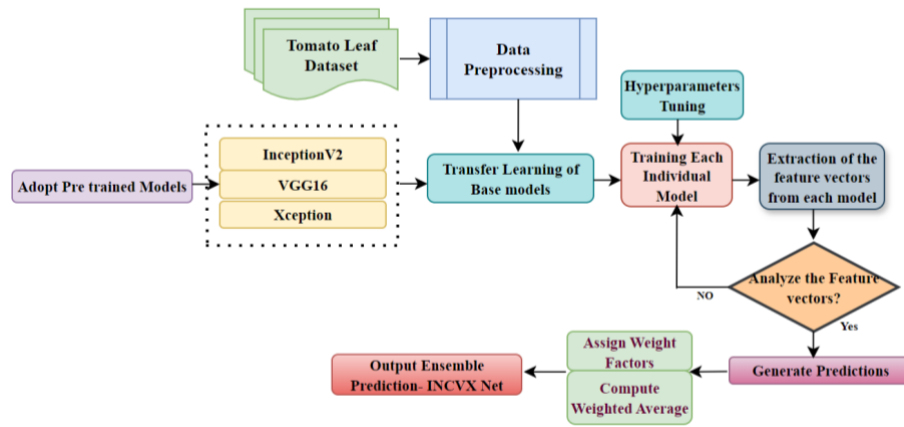 Tomato Leaf
Dataset
Data
Preprocessing
Hyperparameters
Tuning
InceptionV2
VGG16
Xception
Adopt Pre trained Models
Transfer Learning of
Base models
Training Each
Individual
Model
Extraction of the
feature vectors
from each model
Analyze the Feature
vectors?
NO
Yes
Generate Predictions
Assign Weight
Factors
Compute
Weighted Average
Output Ensemble
Prediction- INCVX Net